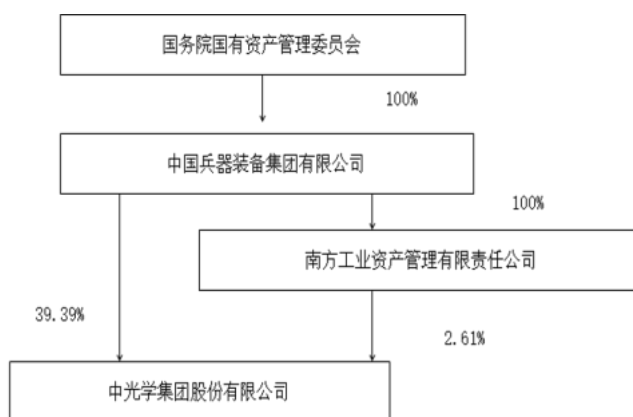 国务院国有资产管理委员会
100%
中国兵器装备集团有限公司
100%
南方工业资产管理有限责任公司
39.39%
2.61%
中光学集团股份有限公司